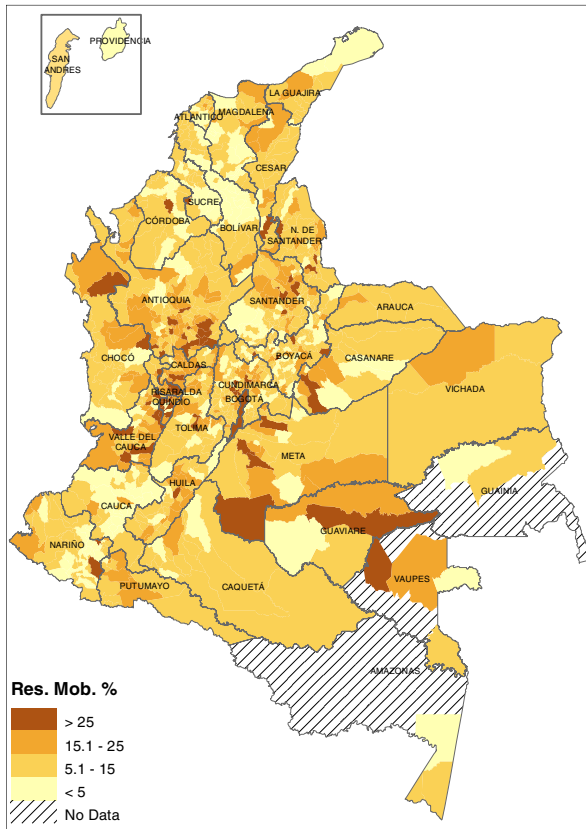 PROVIDENCIA
SAN
ANDRES
LA GUAJIRA
MAGDALENA
ATLANTICO
CESAR
SUCRE
CÓRDOBA
BOLÍVAR
N. DE
SANTANDER
ANTIOQUIA
SANTANDER
ARAUCA
CHOCÓ
CALDAS
BOYACÁ
CASANARE
VICHADA
RISARALDA
QUINDIO
CUNDIMARCA
BOGOTÁ
VALLE DEL
CAUCA
TOLIMA
META
HUILA
GUAINIA
CAUCA
GUAVIARE
NARIÑO
VAUPES
PUTUMAYO
CAQUETÁ
AMAZONAS
Res. Mob. %
> 25
15.1 - 25
5.1 - 15
< 5
No Data